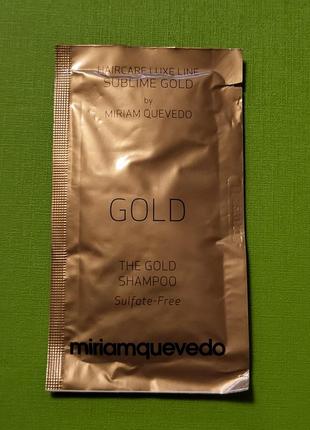 HAIRCARE LUXE LINE
SUBLIME GOLD
by
MIRIAM QUEVEDO
GOLD
THE GOLD
SHAMPOO
Sulfate-Free
miriamquevedo